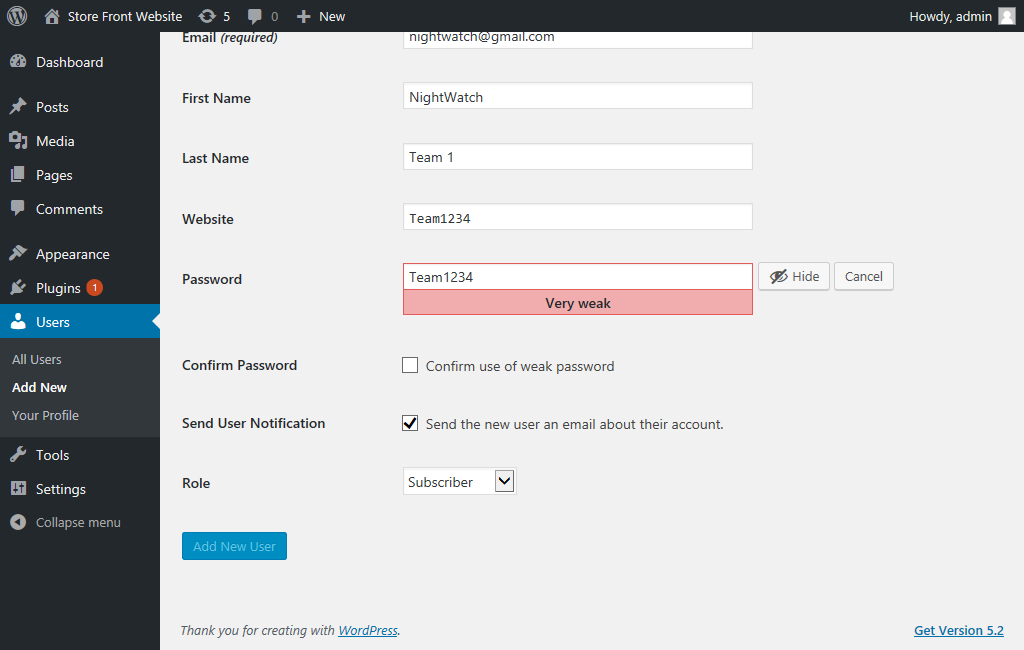 Store Front Website 5 0 New Howdy, admin
Dashboard
Posts
Media
Pages
Comments
Appearance
Plugins 1
Users
All Users
Add New
Your Profile
Tools
Settings
Collapse menu
Email (required) nightwatch@gmail.com
First Name NightWatch
Last Name Team 1
Website Team1234
Password Team1234 Hide Cancel
Very weak
Confirm Password Confirm use of weak password
Send User Notification Send the new user an email about their account.
Role Subscriber
Add New User
Thank you for creating with WordPress. Get Version 5.2